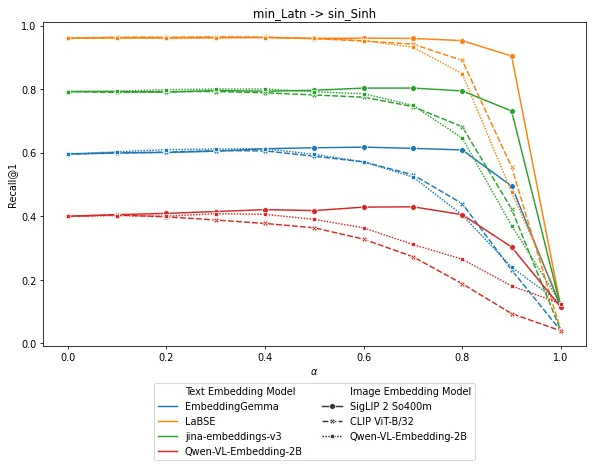 min_Latn -> sin_Sinh
Recall@1
1.0
0.8
0.6
0.4
0.2
0.0
0.0 0.2 0.4 0.6 0.8 1.0
α
Text Embedding Model
EmbeddingGemma
LaBSE
jina-embeddings-v3
Qwen-VL-Embedding-2B
Image Embedding Model
SigLIP 2 So400m
CLIP ViT-B/32
Qwen-VL-Embedding-2B